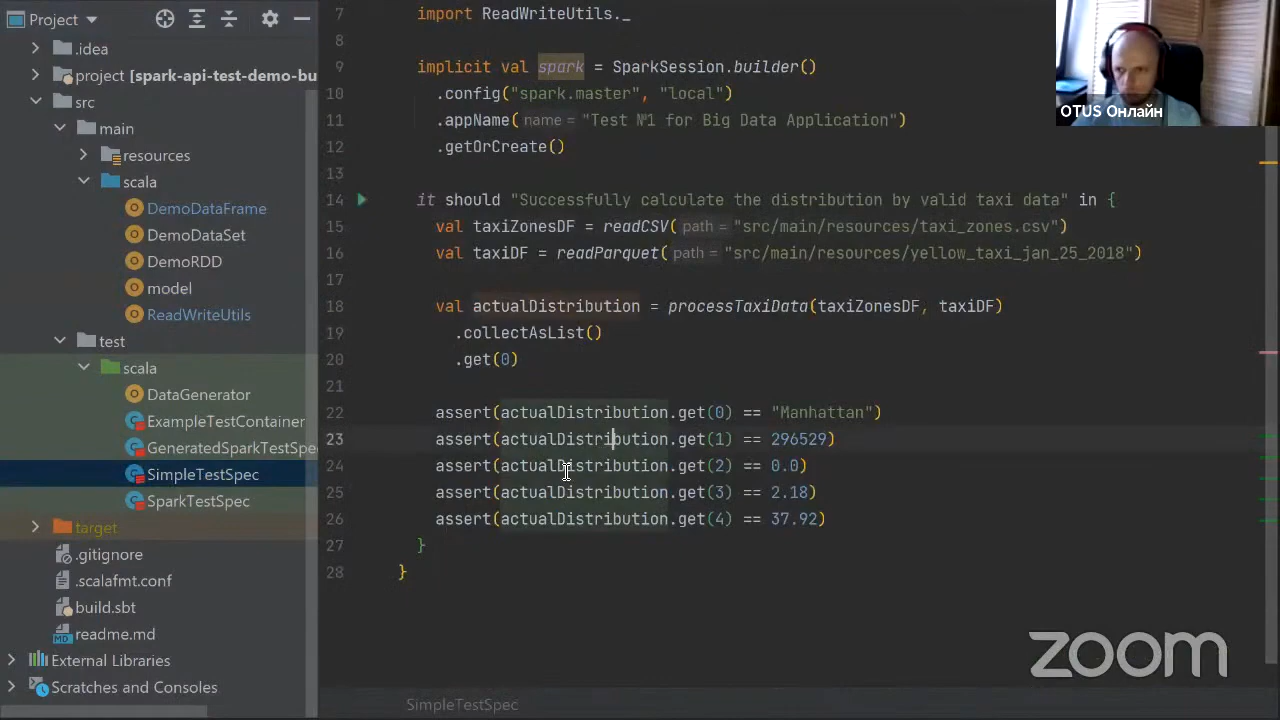 Project
.idea
project [spark-api-test-demo-bu
src
main
resources
scala
DemoDataFrame
DemoDataSet
DemoRDD
model
ReadWriteUtils
test
scala
DataGenerator
ExampleTestContainer
GeneratedSparkTestSpe
SimpleTestSpec
SparkTestSpec
target
.gitignore
.scalafmt.conf
build.sbt
MD readme.md
External Libraries
Scratches and Consoles
7 import ReadWriteUtils._
8
9 implicit val spark = SparkSession.builder()
10 .config("spark.master", "local")
11 .appName( name = "Test №1 for Big Data Application")
12 .getOrCreate()
13
14 it should "Successfully calculate the distribution by valid taxi data" in {
15 val taxiZonesDF = readCSV( path = "src/main/resources/taxi_zones.csv")
16 val taxiDF = readParquet( path = "src/main/resources/yellow_taxi_jan_25_2018")
17
18 val actualDistribution = processTaxiData(taxiZonesDF, taxiDF)
19 .collectAsList()
20 .get(0)
21
22 assert(actualDistribution.get(0) == "Manhattan")
23 assert(actualDistribution.get(1) == 296529)
24 assert(actualDistribution.get(2) == 0.0)
25 assert(actualDistribution.get(3) == 2.18)
26 assert(actualDistribution.get(4) == 37.92)
27 }
28 }
SimpleTestSpec
OTUS Онлайн
zoom